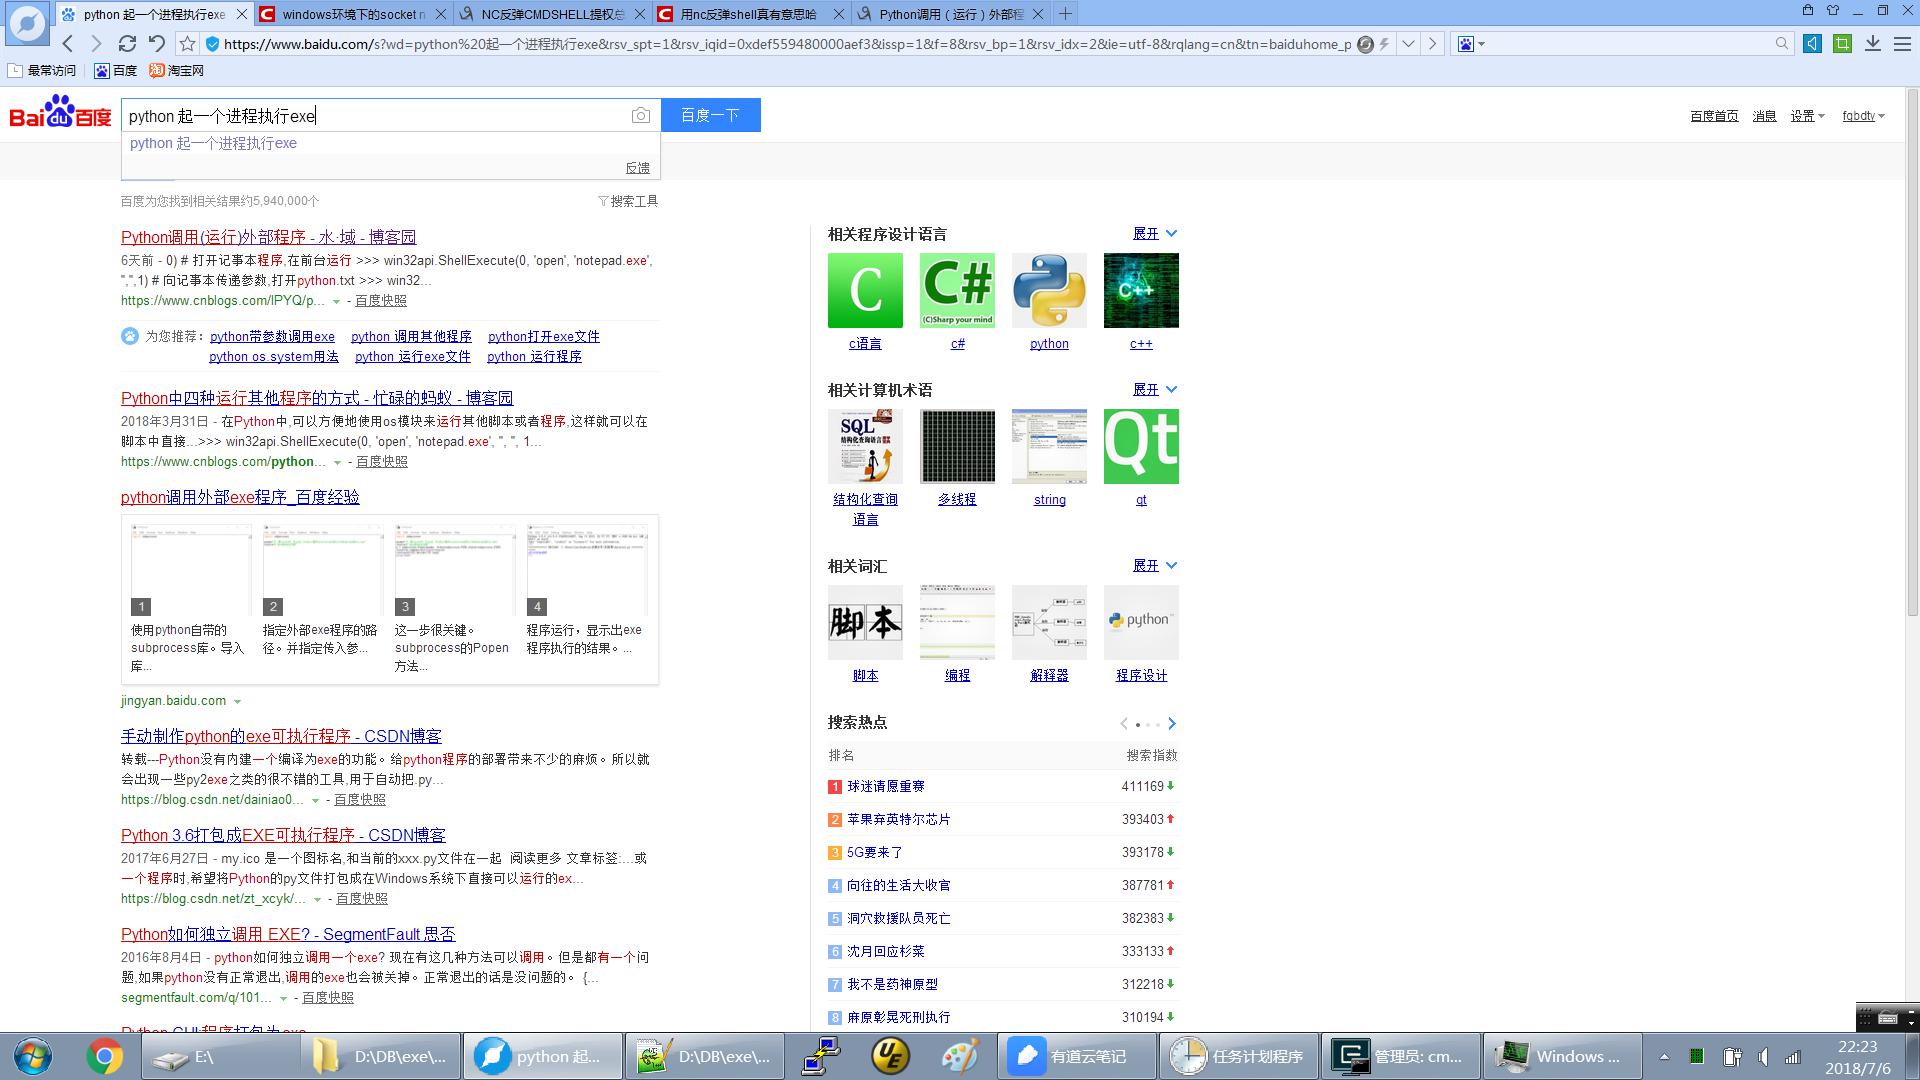 python 起一个进程执行exe
windows环境下的socket n
NC反弹CMDSHELL提权总
用nc反弹shell真有意思哈
Python调用（运行）外部程
https://www.baidu.com/s?wd=python%20起一个进程执行exe&rsv_spt=1&rsv_iqid=0xdef559480000aef3&issp=1&f=8&rsv_bp=1&rsv_idx=2&ie=utf-8&rqlang=cn&tn=baiduhome_p
最常访问
百度
淘宝网
Bai du 百度
python 起一个进程执行exe
百度一下
百度首页
消息
设置
fqbdtv
python 起一个进程执行exe
反馈
百度为您找到相关结果约5,940,000个
搜索工具
Python调用(运行)外部程序 - 水·域 - 博客园
6天前 - 0) # 打开记事本程序,在前台运行 >>> win32api.ShellExecute(0, 'open', 'notepad.exe',
'','',1) # 向记事本传递参数,打开python.txt >>> win32...
https://www.cnblogs.com/lPYQ/p... - 百度快照
为您推荐： python带参数调用exe python 调用其他程序 python打开exe文件
python os.system用法 python 运行exe文件 python 运行程序
Python中四种运行其他程序的方式 - 忙碌的蚂蚁 - 博客园
2018年3月31日 - 在Python中,可以方便地使用os模块来运行其他脚本或者程序,这样就可以在
脚本中直接...>>> win32api.ShellExecute(0, 'open', 'notepad.exe', '', '', 1...
https://www.cnblogs.com/python... - 百度快照
python调用外部exe程序_百度经验
1
2
3
4
使用python自带的
subprocess库。导入
库...
指定外部exe程序的路
径。并指定传入参...
这一步很关键。
subprocess的Popen
方法...
程序运行，显示出exe
程序执行的结果。...
jingyan.baidu.com
手动制作python的exe可执行程序 - CSDN博客
转载---Python没有内建一个编译为exe的功能。给python程序的部署带来不少的麻烦。所以就
会出现一些py2exe之类的很不错的工具,用于自动把.py...
https://blog.csdn.net/dainiao0... - 百度快照
Python 3.6打包成EXE可执行程序 - CSDN博客
2017年6月27日 - my.ico 是一个图标名,和当前的xxx.py文件在一起 阅读更多 文章标签:...或
一个程序时,希望将Python的py文件打包成在Windows系统下直接可以运行的ex...
https://blog.csdn.net/zt_xcyk/... - 百度快照
Python如何独立调用 EXE? - SegmentFault 思否
2016年8月4日 - python如何独立调用一个exe? 现在有这几种方法可以调用。但是都有一个问
题,如果python没有正常退出,调用的exe也会被关掉。正常退出的话是没问题的。 {...
segmentfault.com/q/101... - 百度快照
Python GUI:程序打包为exe
相关程序设计语言
展开
C
C#
(C)Sharp your mind
C++
c语言
c#
python
c++
相关计算机术语
展开
SQL
结构化查询语言
Qt
结构化查询
语言
多线程
string
qt
相关词汇
展开
脚本
python
脚本
编程
解释器
程序设计
搜索热点
排名
搜索指数
1 球迷请愿重赛 411169
2 苹果弃英特尔芯片 393403
3 5G要来了 393178
4 向往的生活大收官 387781
5 洞穴救援队员死亡 382383
6 沈月回应杉菜 333133
7 我不是药神原型 312218
8 麻原彰晃死刑执行 310194
E:\
D:\DB\exe\...
python 起...
D:\DB\exe\...
UE
有道云笔记
任务计划程序
管理员: cm...
Windows ...
22:23
2018/7/6